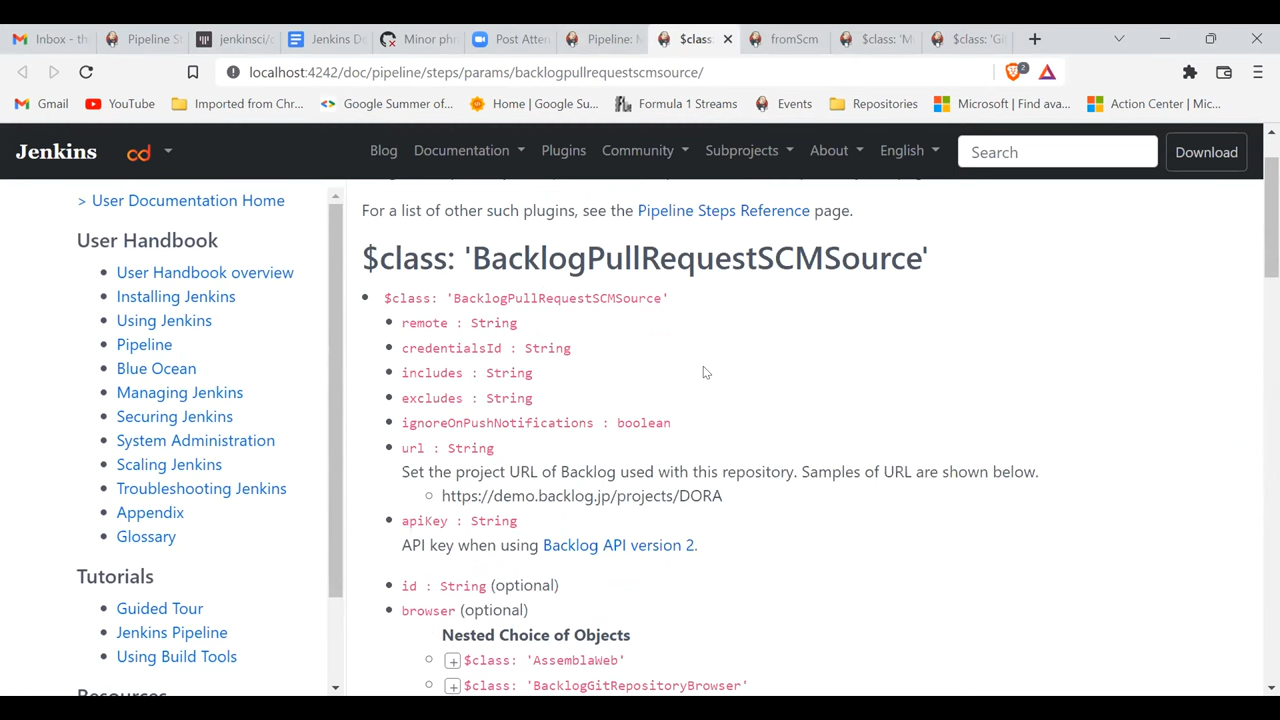 Inbox - th
Pipeline St
jenkinsci/c
Jenkins Do
Minor phr
Post Atten
Pipeline: M
$class:
fromScm
$class: 'Me
$class: 'Git
localhost:4242/doc/pipeline/steps/params/backlogpullrequestscmsource/
2
Gmail
YouTube
Imported from Chr...
Google Summer of...
Home | Google Su...
Formula 1 Streams
Events
Repositories
Microsoft | Find ava...
Action Center | Mic...
Jenkins
cd
Blog
Documentation
Plugins
Community
Subprojects
About
English
Search
Download
> User Documentation Home
User Handbook
User Handbook overview
Installing Jenkins
Using Jenkins
Pipeline
Blue Ocean
Managing Jenkins
Securing Jenkins
System Administration
Scaling Jenkins
Troubleshooting Jenkins
Appendix
Glossary
Tutorials
Guided Tour
Jenkins Pipeline
Using Build Tools
Resources
For a list of other such plugins, see the Pipeline Steps Reference page.
$class: 'BacklogPullRequestSCMSource'
$class: 'BacklogPullRequestSCMSource'
remote : String
credentialsId : String
includes : String
excludes : String
ignoreOnPushNotifications : boolean
url : String
Set the project URL of Backlog used with this repository. Samples of URL are shown below.
https://demo.backlog.jp/projects/DORA
apiKey : String
API key when using Backlog API version 2.
id : String (optional)
browser (optional)
Nested Choice of Objects
+ $class: 'AssemblaWeb'
+ $class: 'BacklogGitRepositoryBrowser'